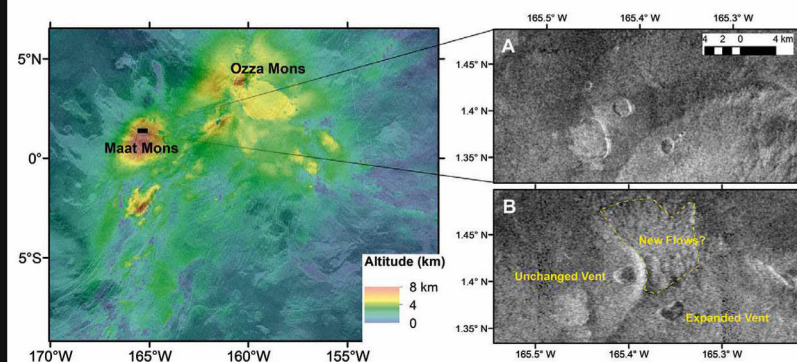 5°N
0°
5°S
170°W
165°W
160°W
155°W
Ozza Mons
Maat Mons
Altitude (km)
8 km
4
0
165.5° W
165.4° W
165.3° W
A
4 2 0 4 km
1.45° N
1.4° N
1.35° N
B
New Flows?
Unchanged Vent
Expanded Vent
1.45° N
1.4° N
1.35° N
165.5° W
165.4° W
165.3° W